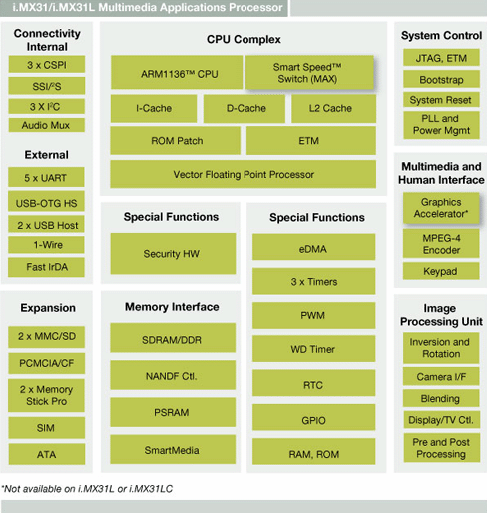 i.MX31/i.MX31L Multimedia Applications Processor
Connectivity
Internal
3 x CSPI
SSI/²S
3 X I²C
Audio Mux
External
5 x UART
USB-OTG HS
2 x USB Host
1-Wire
Fast IrDA
CPU Complex
ARM1136™ CPU
Smart Speed™
Switch (MAX)
I-Cache
D-Cache
L2 Cache
ROM Patch
ETM
Vector Floating Point Processor
System Control
JTAG, ETM
Bootstrap
System Reset
PLL and
Power Mgmt
Multimedia and
Human Interface
Graphics
Accelerator*
MPEG-4
Encoder
Keypad
Special Functions
Security HW
Special Functions
eDMA
3 x Timers
PWM
WD Timer
RTC
GPIO
RAM, ROM
Expansion
2 x MMC/SD
PCMCIA/CF
2 x Memory
Stick Pro
SIM
ATA
Memory Interface
SDRAM/DDR
NANDF Ctl.
PSRAM
SmartMedia
Image
Processing Unit
Inversion and
Rotation
Camera I/F
Blending
Display/TV Ctl.
Pre and Post
Processing
*Not available on i.MX31L or i.MX31LC